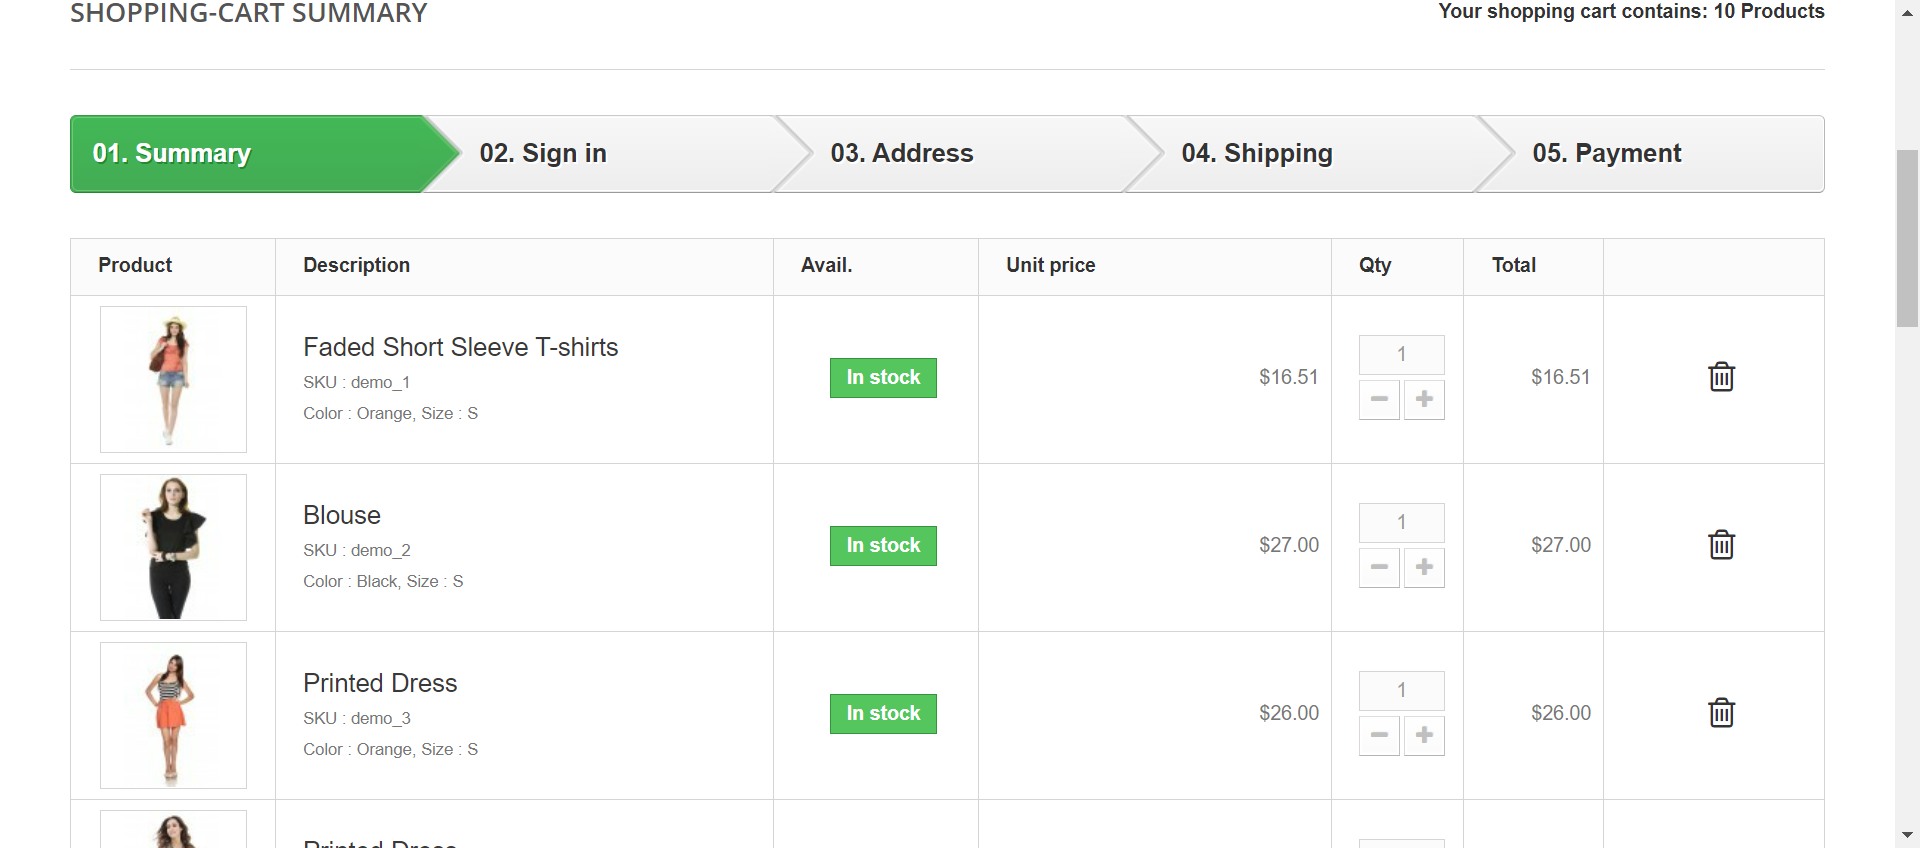 SHOPPING-CART SUMMARY
Your shopping cart contains: 10 Products
01. Summary
02. Sign in
03. Address
04. Shipping
05. Payment
Product
Description
Avail.
Unit price
Qty
Total
Faded Short Sleeve T-shirts
SKU : demo_1
Color : Orange, Size : S
In stock
$16.51
1
$16.51
Blouse
SKU : demo_2
Color : Black, Size : S
In stock
$27.00
1
$27.00
Printed Dress
SKU : demo_3
Color : Orange, Size : S
In stock
$26.00
1
$26.00
Printed Dress